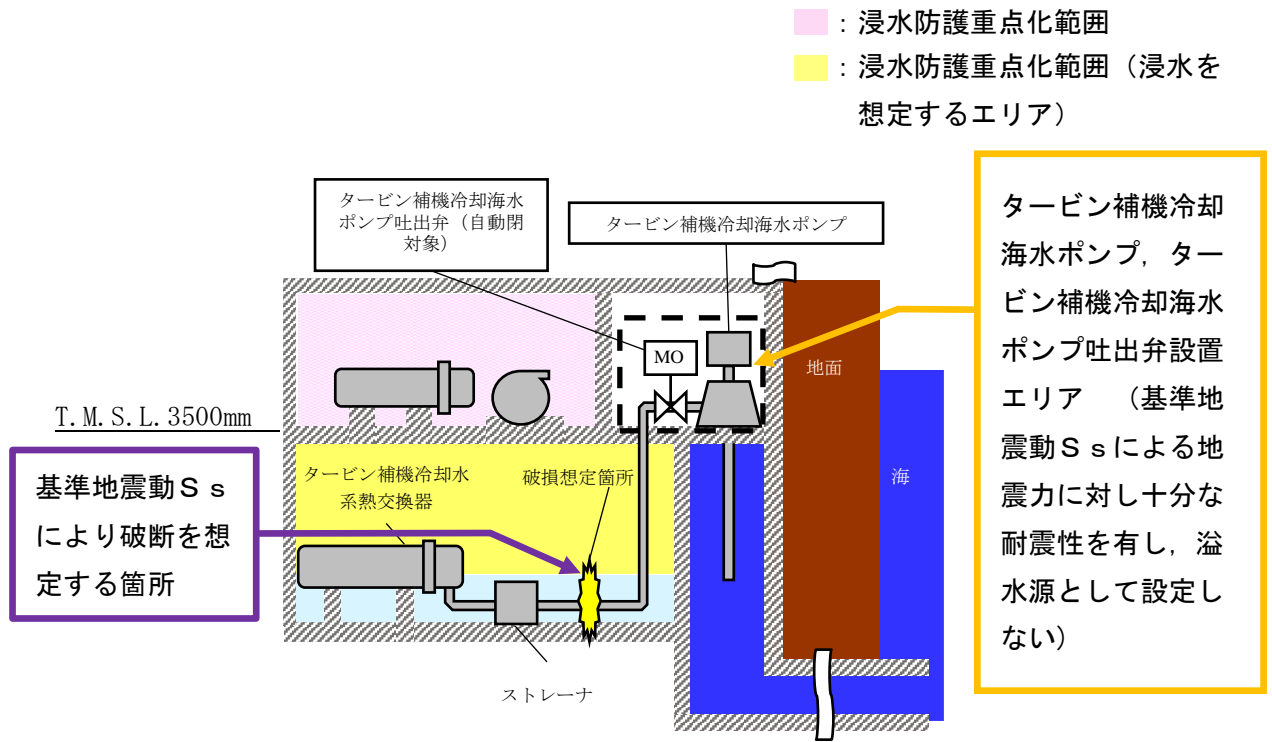 ：浸水防護重点化範囲
：浸水防護重点化範囲（浸水を
想定するエリア）
タービン補機冷却海水
ポンプ吐出弁（自動閉
対象）
タービン補機冷却海水ポンプ
タービン補機冷却
海水ポンプ，ター
ビン補機冷却海水
ポンプ吐出弁設置
エリア　（基準地
震動Ｓｓによる地
震力に対し十分な
耐震性を有し，溢
水源として設定し
ない）
MO
地面
海
T.M.S.L.3500mm
基準地震動Ｓｓ
により破断を想
定する箇所
タービン補機冷却水
系熱交換器
破損想定箇所
ストレーナ